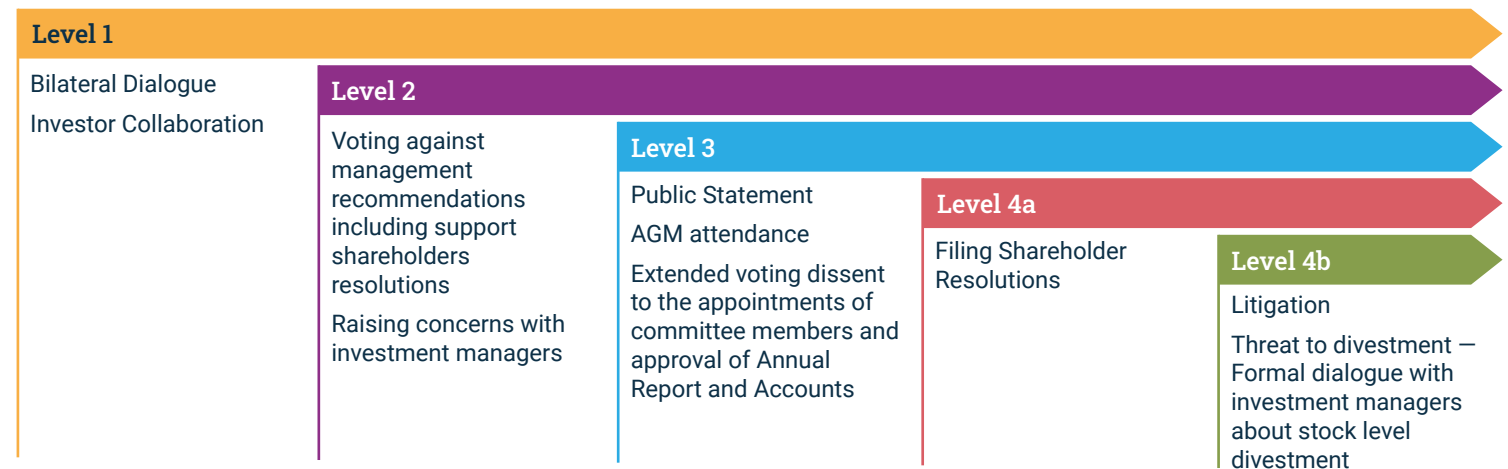 Level 1
Bilateral Dialogue
Investor Collaboration
Level 2
Voting against
management
recommendations
including support
shareholders
resolutions
Raising concerns with
investment managers
Level 3
Public Statement
AGM attendance
Extended voting dissent
to the appointments of
committee members and
approval of Annual
Report and Accounts
Level 4a
Filing Shareholder
Resolutions
Level 4b
Litigation
Threat to divestment —
Formal dialogue with
investment managers
about stock level
divestment